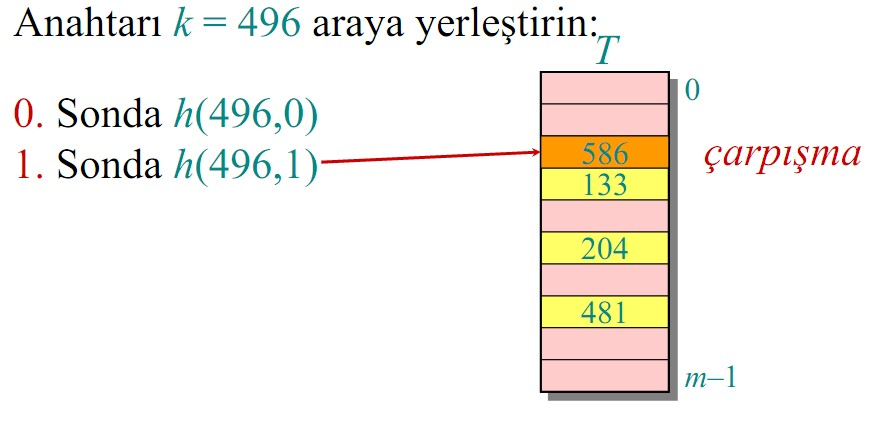 Anahtarı k = 496 araya yerleştirin:
T
0
0. Sonda h(496,0)
1. Sonda h(496,1)
586
çarpışma
133
204
481
m–1